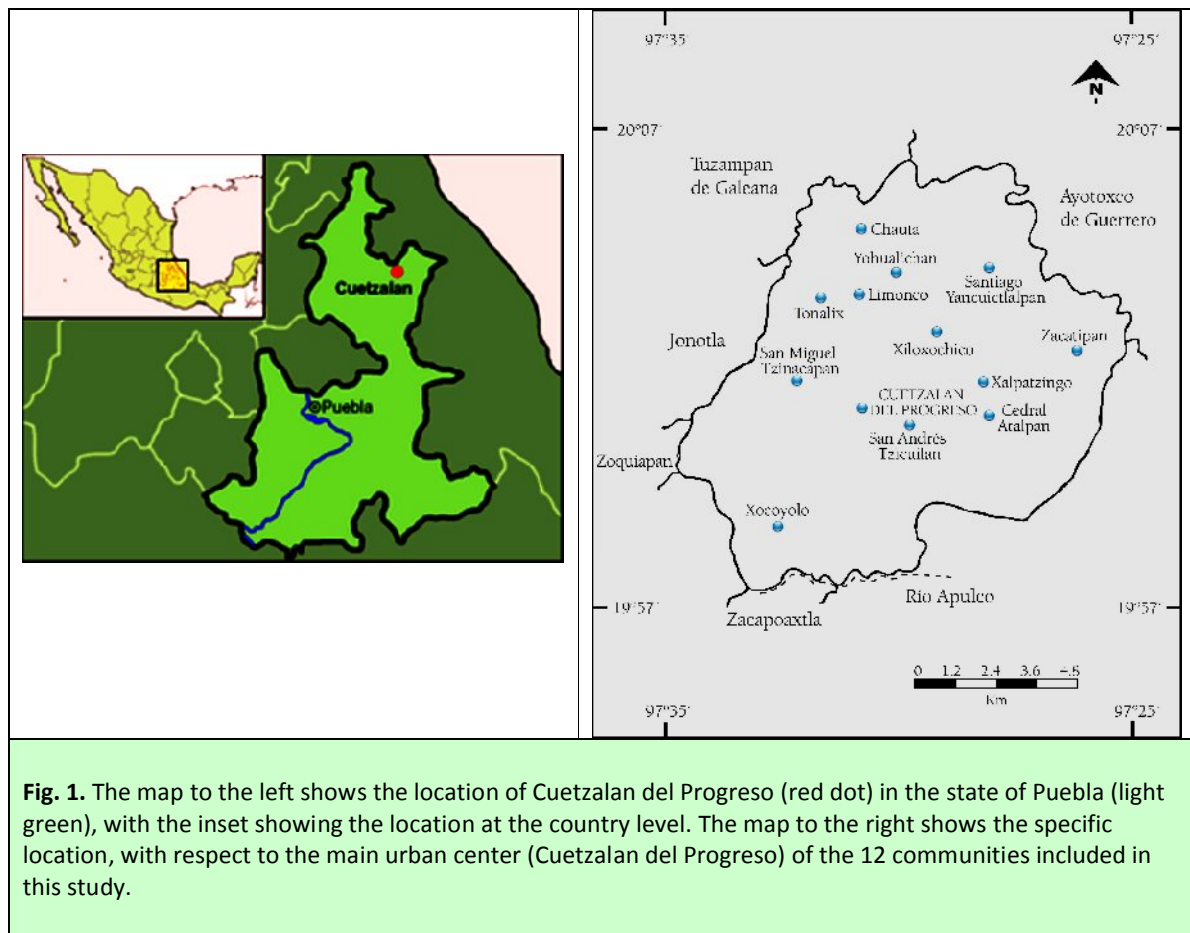 Cuetzalan
Puebla
97°35'
97°25'
N
20°07'
20°07'
Tuzampan
de Galeana
Ayotoxco
de Guerrero
Chauta
Yohualichan
Santiago
Yancuictlalpan
Limonco
Tonalix
Jonotla
Xiloxochico
Zacatipan
San Miguel
Tzinacapan
Xalpatzingo
CUETZALAN
DEL PROGRESO
Cedral
Atalpan
San Andrés
Tzicuilan
Zoquiapan
Xocoyolo
19°57'
19°57'
Río Apulco
Zacapoaxtla
0 1.2 2.4 3.6 4.8
Km
97°35'
97°25'
Fig. 1. The map to the left shows the location of Cuetzalan del Progreso (red dot) in the state of Puebla (light
green), with the inset showing the location at the country level. The map to the right shows the specific
location, with respect to the main urban center (Cuetzalan del Progreso) of the 12 communities included in
this study.